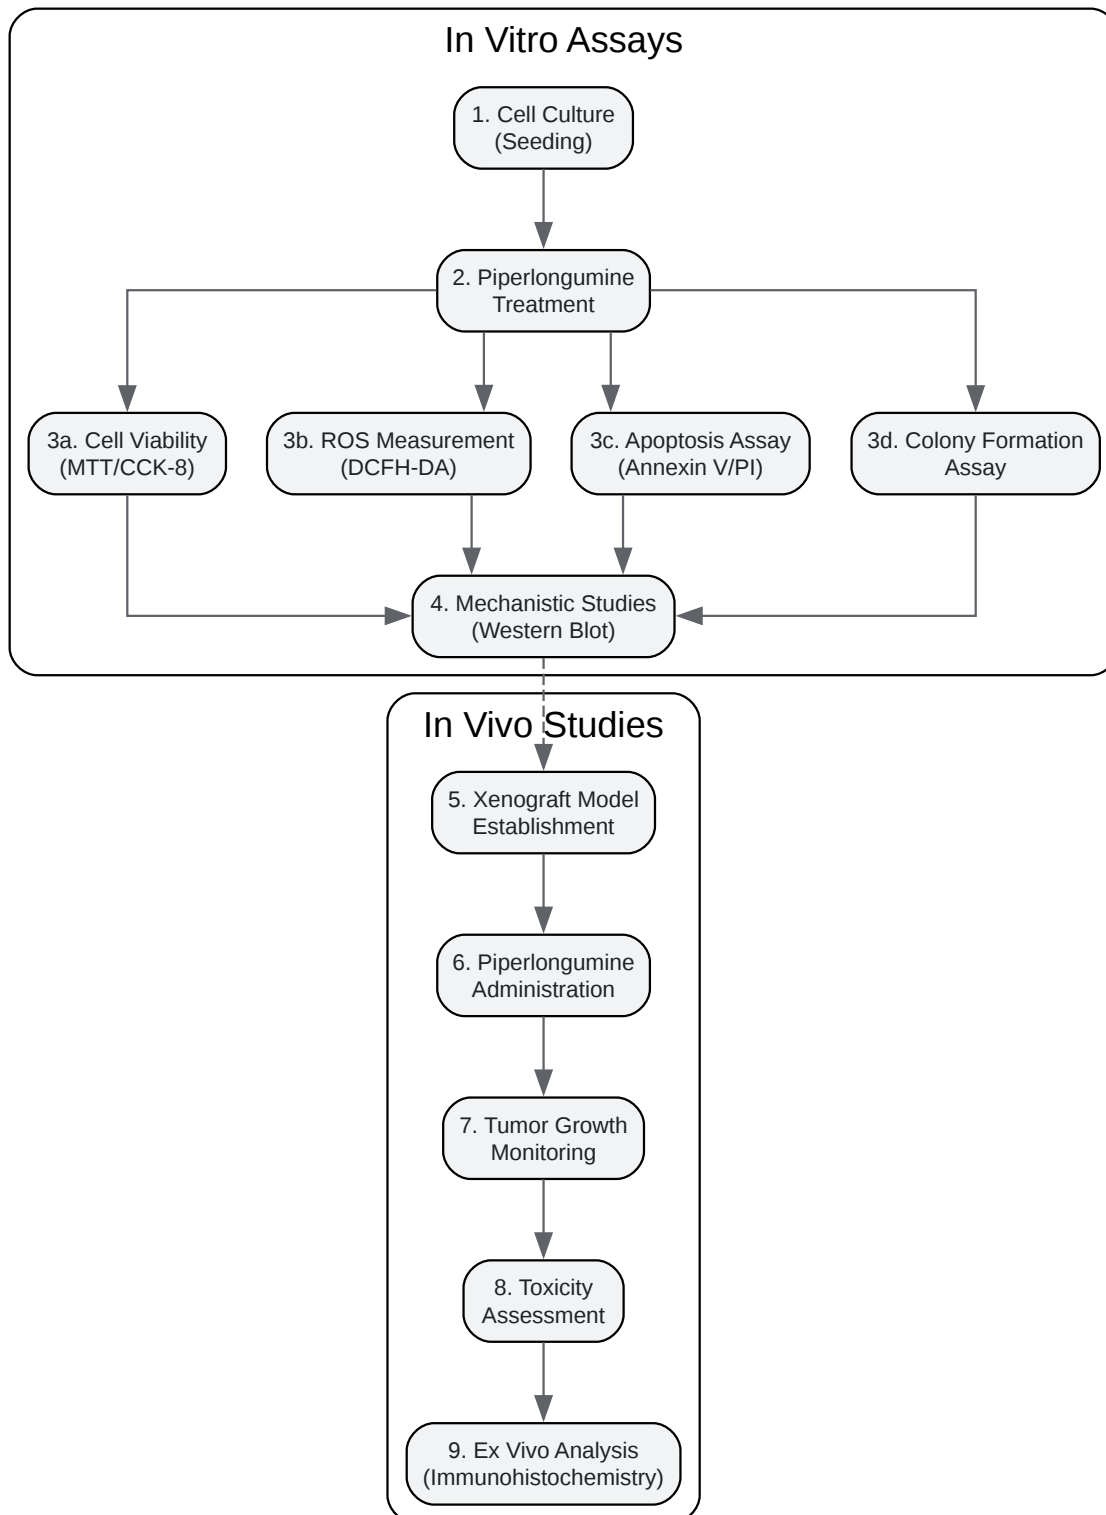 In Vitro Assays
1. Cell Culture
(Seeding)
2. Piperlongumine
Treatment
3a. Cell Viability
(MTT/CCK-8)
3b. ROS Measurement
(DCFH-DA)
3c. Apoptosis Assay
(Annexin V/PI)
3d. Colony Formation
Assay
4. Mechanistic Studies
(Western Blot)
In Vivo Studies
5. Xenograft Model
Establishment
6. Piperlongumine
Administration
7. Tumor Growth
Monitoring
8. Toxicity
Assessment
9. Ex Vivo Analysis
(Immunohistochemistry)